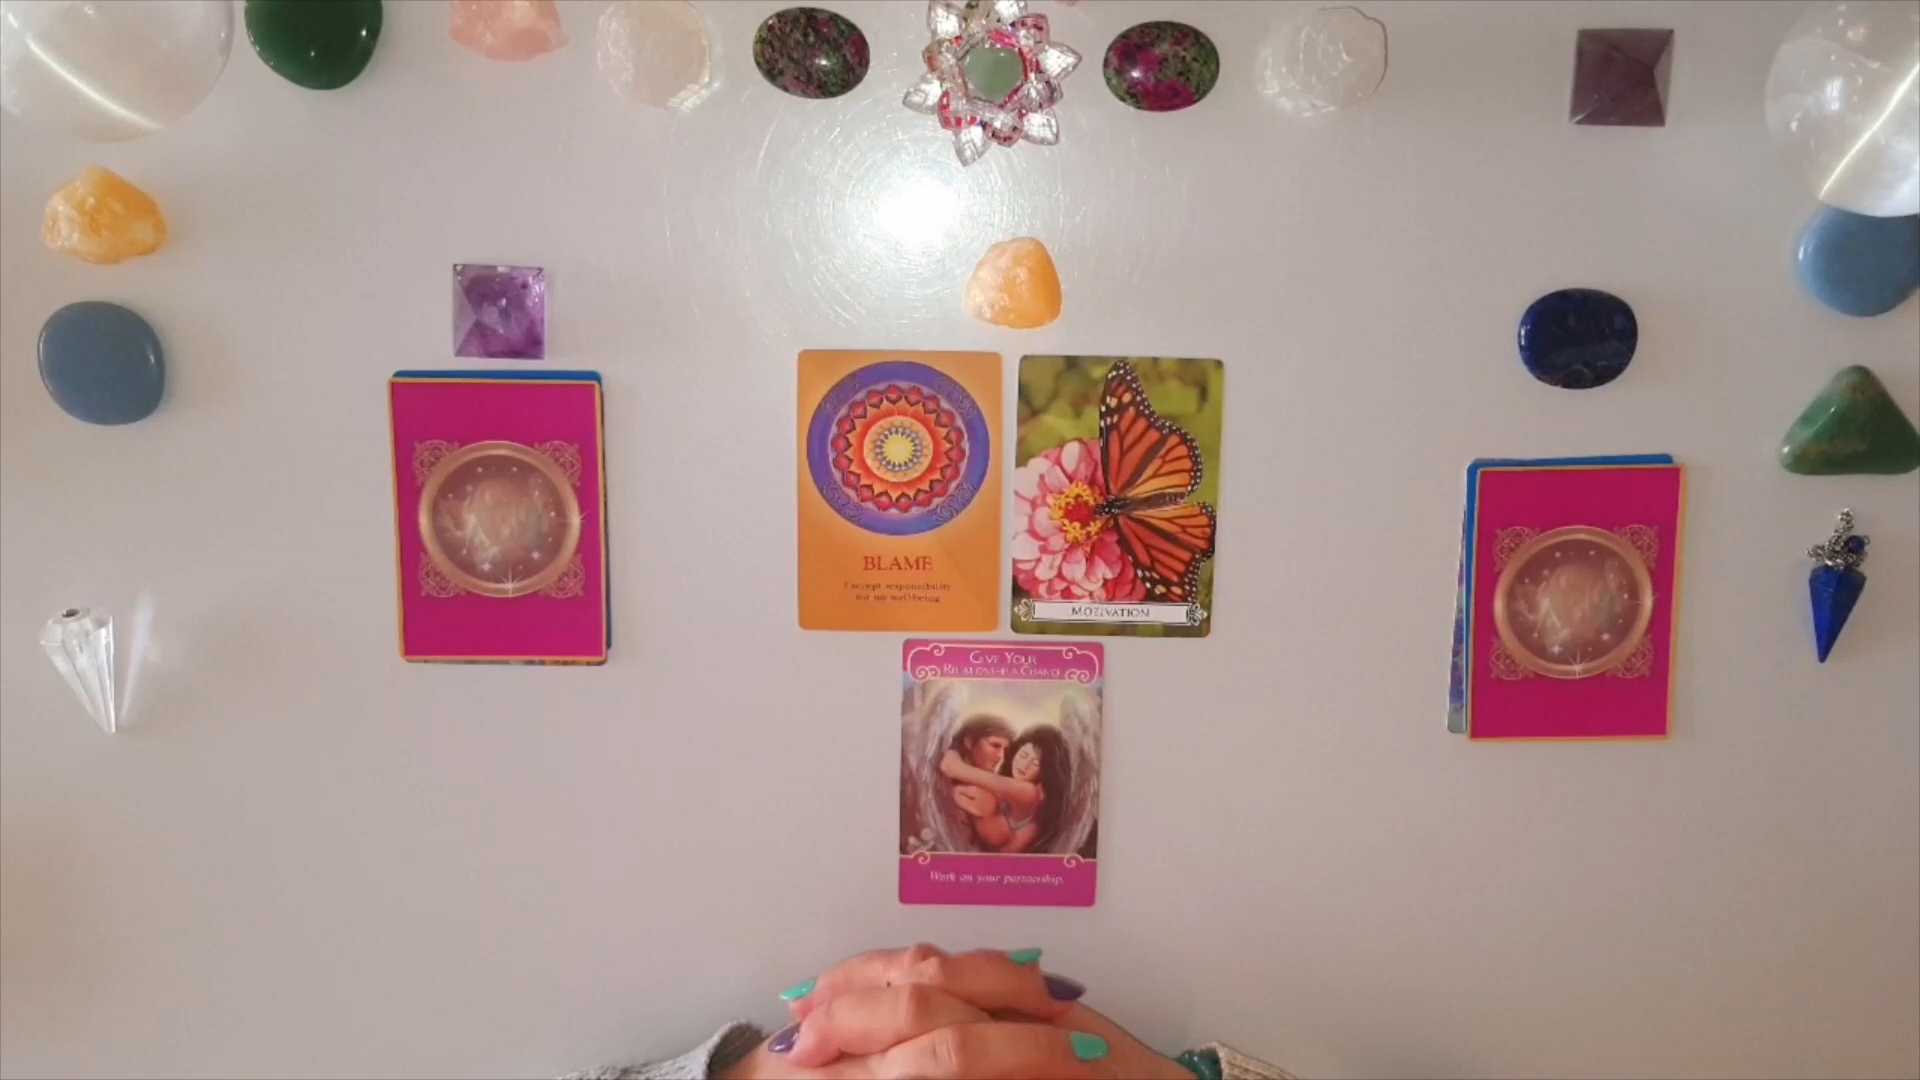 BLAME
I accept responsibility
for my well-being
MOTIVATION
GIVE YOUR
RELATIONSHIP A CHANCE
Work on your partnership.